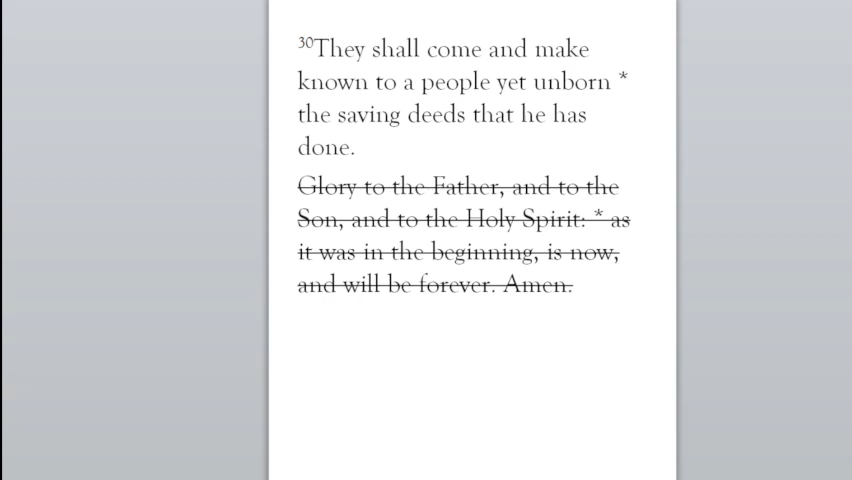 30They shall come and make
known to a people yet unborn *
the saving deeds that he has
done.
Glory to the Father, and to the
Son, and to the Holy Spirit: * as
it was in the beginning, is now,
and will be forever. Amen.